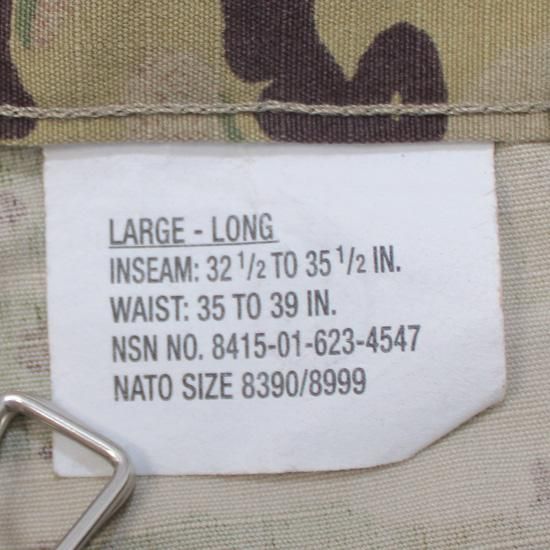 LARGE - LONG
INSEAM: 32 1/2 TO 35 1/2 IN.
WAIST: 35 TO 39 IN.
NSN NO. 8415-01-623-4547
NATO SIZE 8390/8999